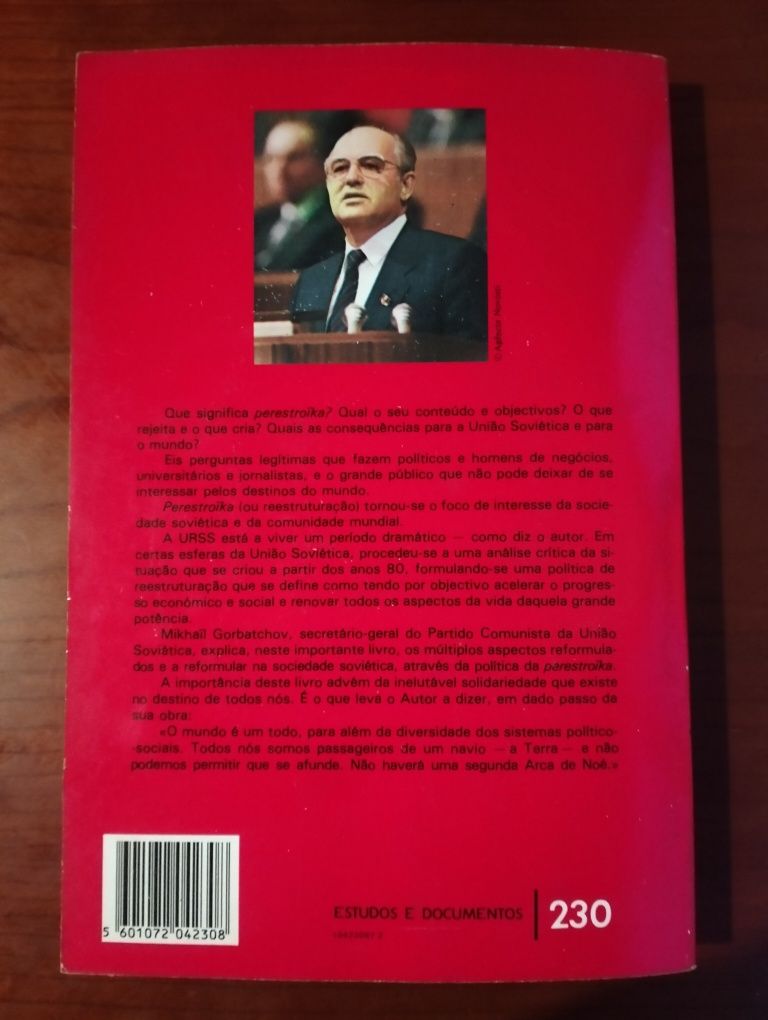 © Agência Novosti
Que significa perestroïka? Qual o seu conteúdo e objectivos? O que
rejeita e o que cria? Quais as consequências para a União Soviética e para
o mundo?
Eis perguntas legítimas que fazem políticos e homens de negócios,
universitários e jornalistas, e o grande público que não pode deixar de se
interessar pelos destinos do mundo.
Perestroïka (ou reestruturação) tornou-se o foco de interesse da socie-
dade soviética e da comunidade mundial.
A URSS está a viver um período dramático — como diz o autor. Em
certas esferas da União Soviética, procedeu-se a uma análise crítica da si-
tuação que se criou a partir dos anos 80, formulando-se uma política de
reestruturação que se define como tendo por objectivo acelerar o progres-
so económico e social e renovar todos os aspectos da vida daquela grande
potência.
Mikhaïl Gorbatchov, secretário-geral do Partido Comunista da União
Soviética, explica, neste importante livro, os múltiplos aspectos reformula-
dos e a reformular na sociedade soviética, através da política da perestroïka.
A importância deste livro advém da inelutável solidariedade que existe
no destino de todos nós. É o que leva o Autor a dizer, em dado passo da
sua obra:
«O mundo é um todo, para além da diversidade dos sistemas político-
-sociais. Todos nós somos passageiros de um navio — a Terra — e não
podemos permitir que se afunde. Não haverá uma segunda Arca de Noé.»
ESTUDOS E DOCUMENTOS 230
5 601072 042308